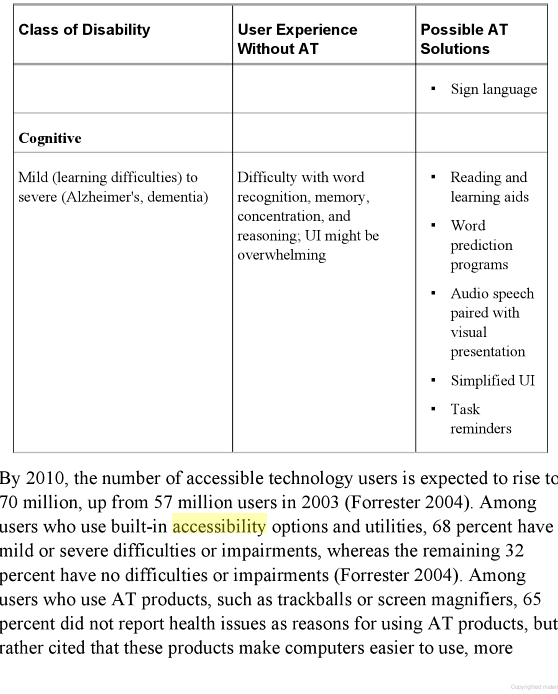 Class of Disability
User Experience
Without AT
Possible AT
Solutions
▪ Sign language
Cognitive
Mild (learning difficulties) to
severe (Alzheimer's, dementia)
Difficulty with word
recognition, memory,
concentration, and
reasoning; UI might be
overwhelming
▪ Reading and
learning aids
▪ Word
prediction
programs
▪ Audio speech
paired with
visual
presentation
▪ Simplified UI
▪ Task
reminders
By 2010, the number of accessible technology users is expected to rise to
70 million, up from 57 million users in 2003 (Forrester 2004). Among
users who use built-in accessibility options and utilities, 68 percent have
mild or severe difficulties or impairments, whereas the remaining 32
percent have no difficulties or impairments (Forrester 2004). Among
users who use AT products, such as trackballs or screen magnifiers, 65
percent did not report health issues as reasons for using AT products, but
rather cited that these products make computers easier to use, more
Copyrighted mater